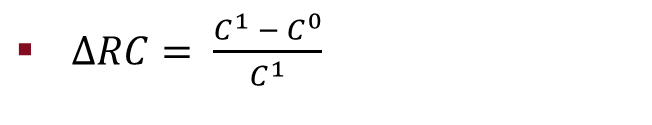 ▪ ΔRC = (C¹ − C⁰) / C¹